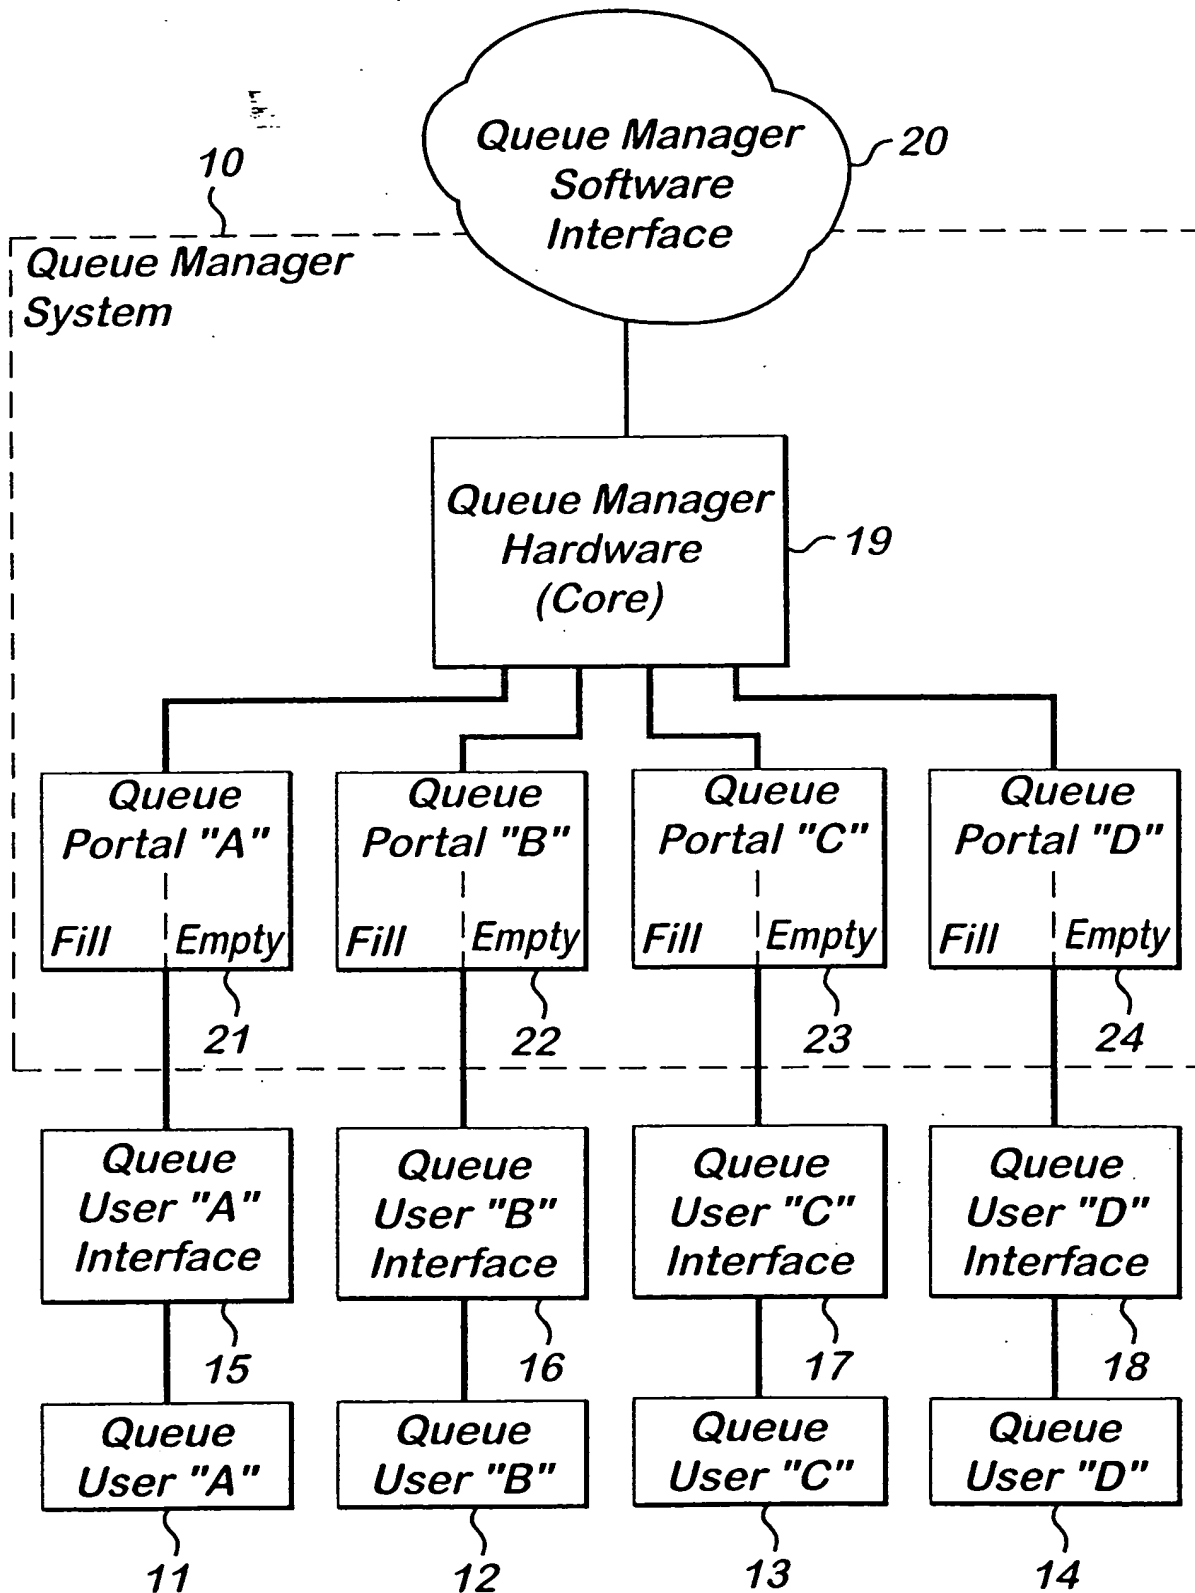 Queue Manager
Software
Interface
20
10
Queue Manager
System
Queue Manager
Hardware
(Core)
19
Queue
Portal "A"
Fill
Empty
21
Queue
Portal "B"
Fill
Empty
22
Queue
Portal "C"
Fill
Empty
23
Queue
Portal "D"
Fill
Empty
24
Queue
User "A"
Interface
15
Queue
User "B"
Interface
16
Queue
User "C"
Interface
17
Queue
User "D"
Interface
18
Queue
User "A"
11
Queue
User "B"
12
Queue
User "C"
13
Queue
User "D"
14